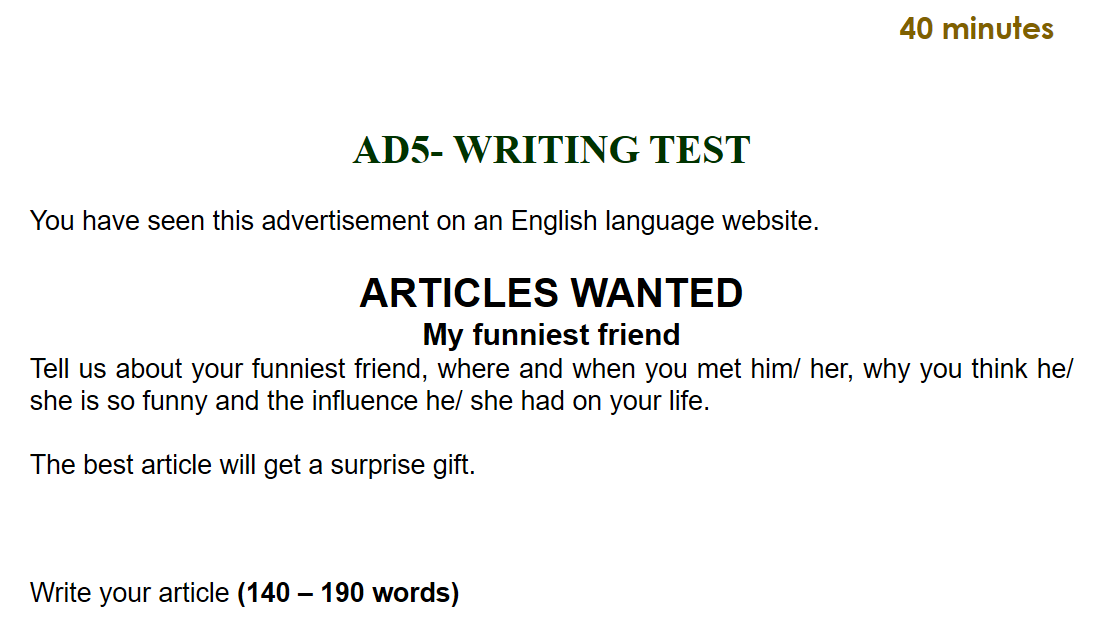 40 minutes
AD5- WRITING TEST
You have seen this advertisement on an English language website.
ARTICLES WANTED
My funniest friend
Tell us about your funniest friend, where and when you met him/ her, why you think he/
she is so funny and the influence he/ she had on your life.
The best article will get a surprise gift.
Write your article (140 – 190 words)